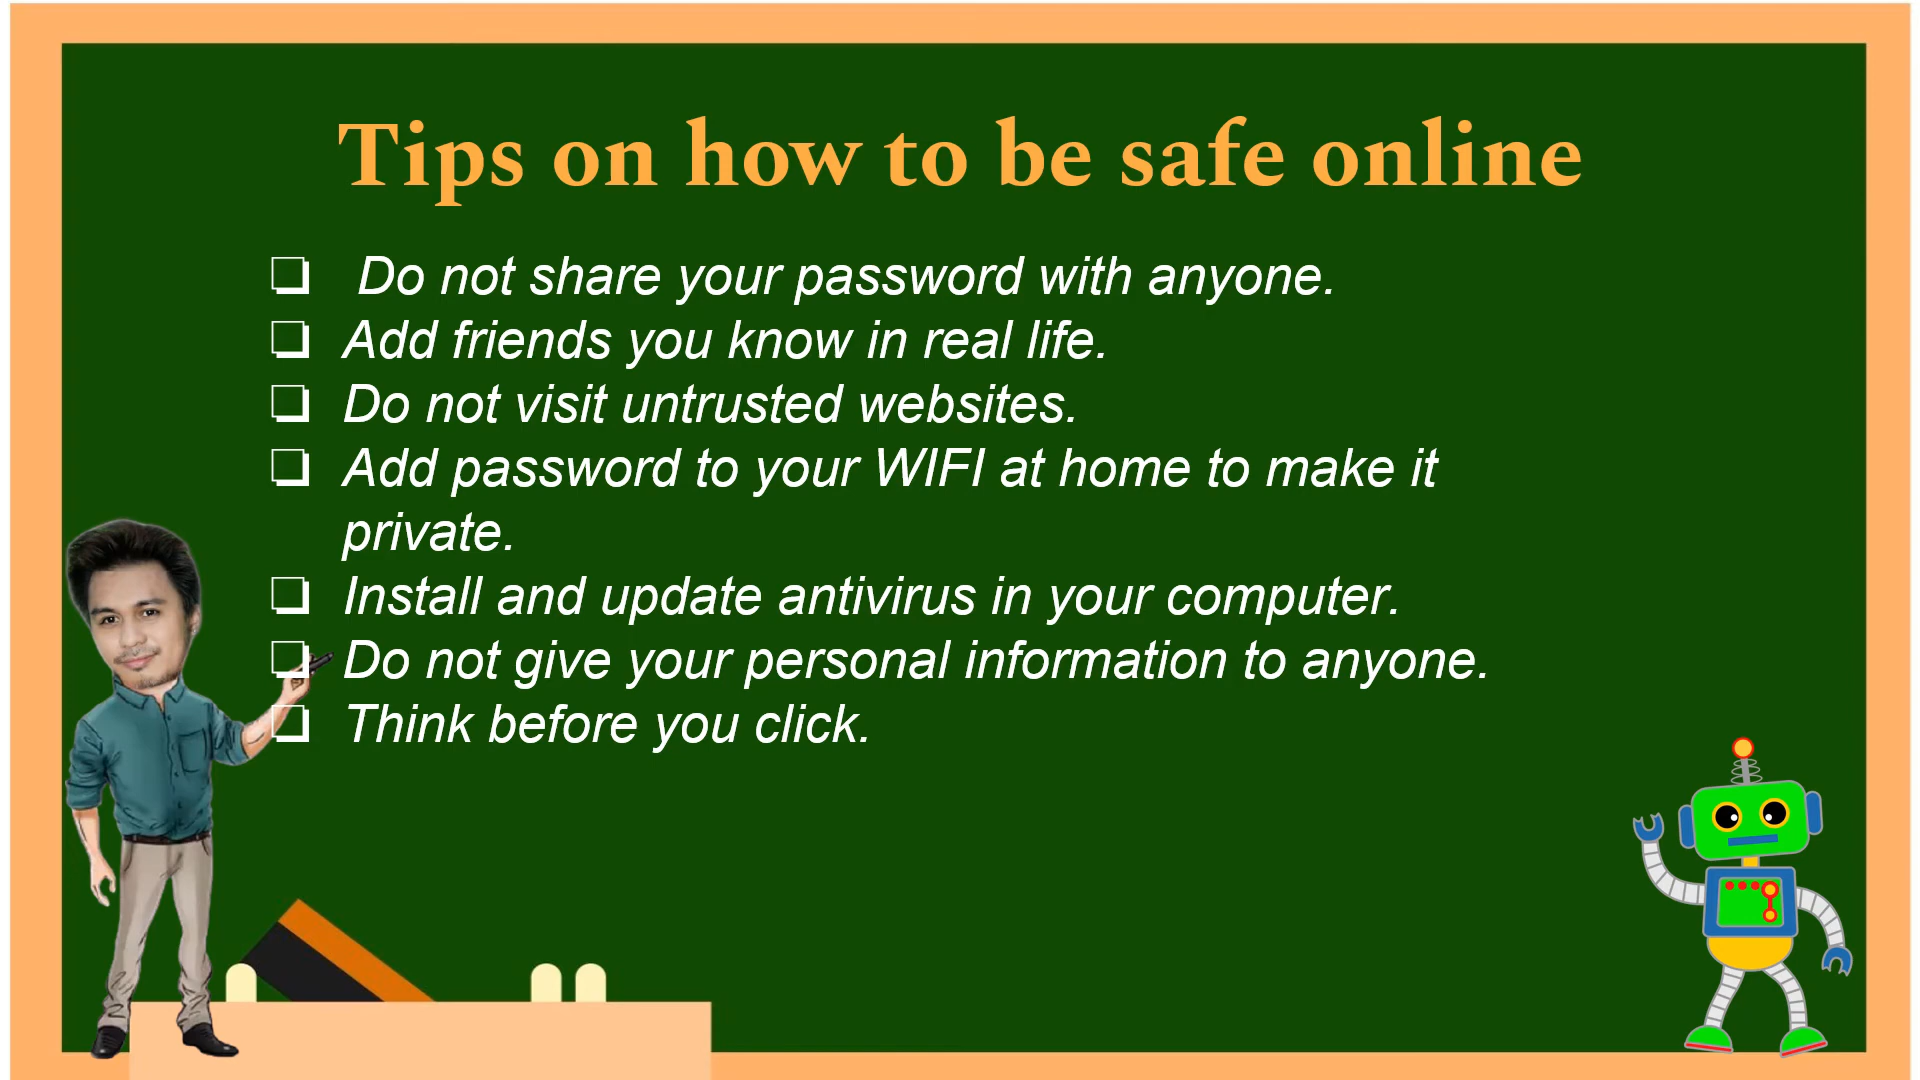 Tips on how to be safe online
❏ Do not share your password with anyone.
❏ Add friends you know in real life.
❏ Do not visit untrusted websites.
❏ Add password to your WIFI at home to make it
private.
❏ Install and update antivirus in your computer.
❏ Do not give your personal information to anyone.
❏ Think before you click.